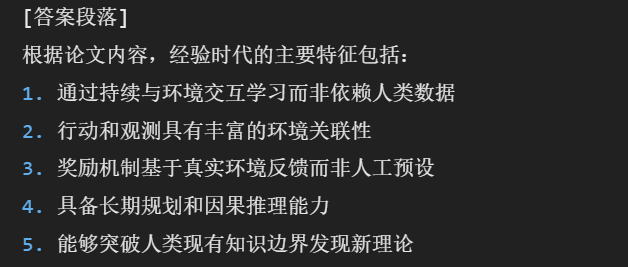 [答案段落]
根据论文内容，经验时代的主要特征包括：
1. 通过持续与环境交互学习而非依赖人类数据
2. 行动和观测具有丰富的环境关联性
3. 奖励机制基于真实环境反馈而非人工预设
4. 具备长期规划和因果推理能力
5. 能够突破人类现有知识边界发现新理论